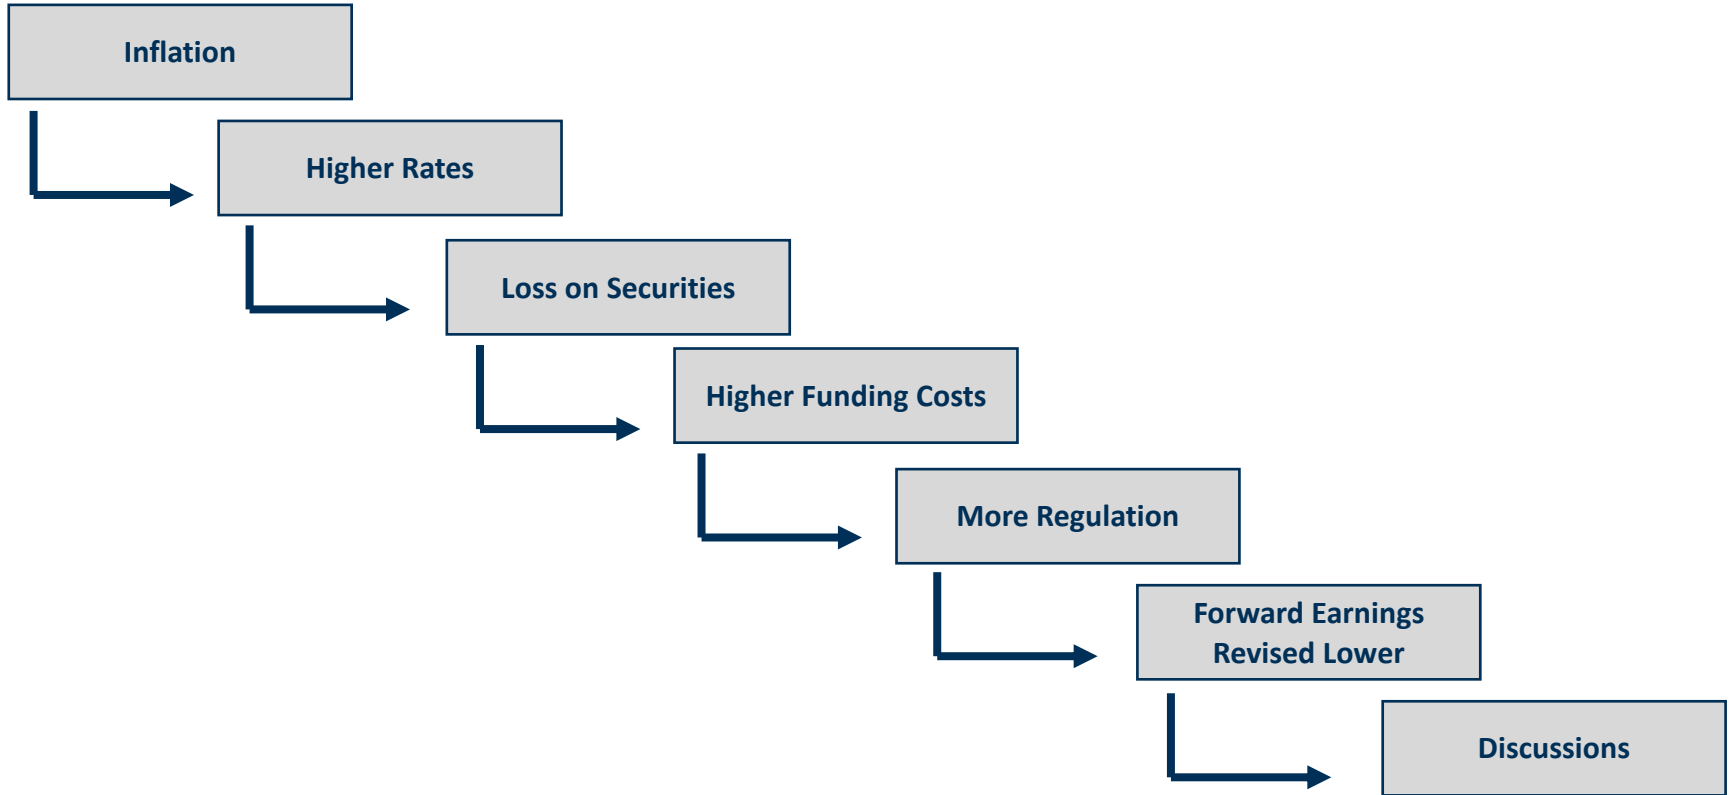 Inflation
Higher Rates
Loss on Securities
Higher Funding Costs
More Regulation
Forward Earnings
Revised Lower
Discussions